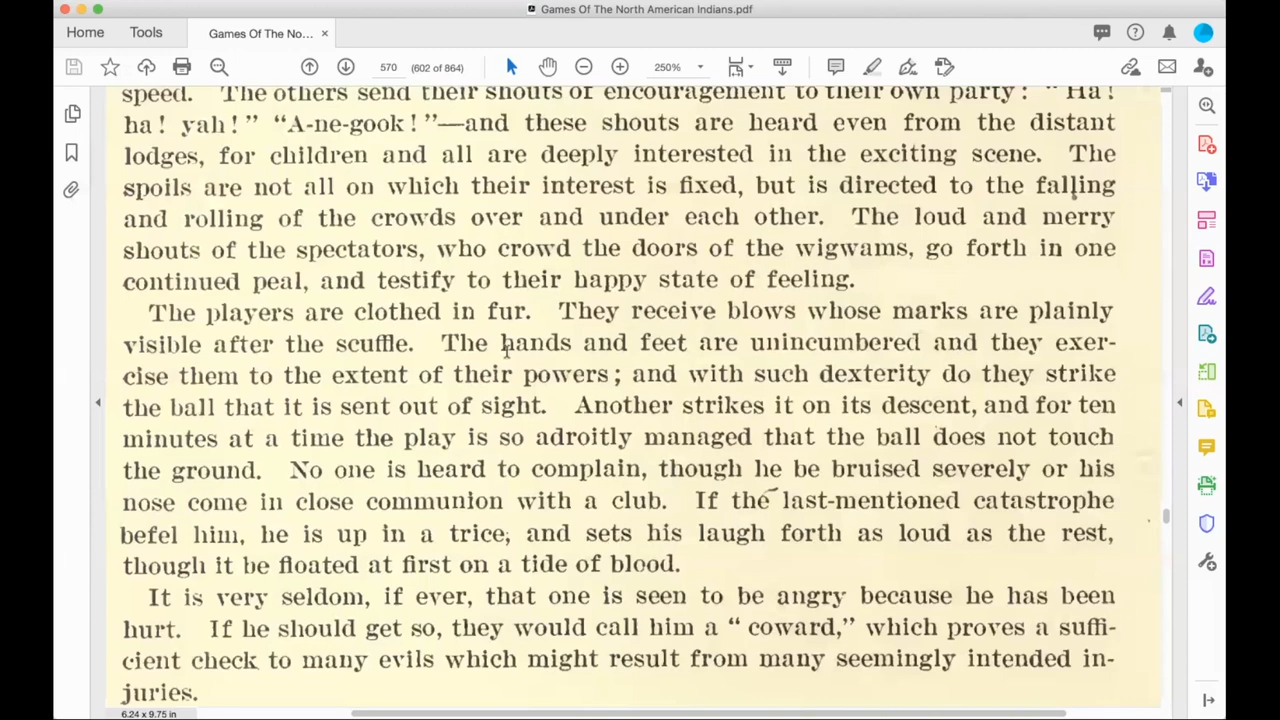 Games Of The North American Indians.pdf
Home
Tools
Games Of The No...
570
(602 of 864)
250%
speed. The others send their shouts of encouragement to their own party: “ Ha!
ha! yah!” “A-ne-gook!”—and these shouts are heard even from the distant
lodges, for children and all are deeply interested in the exciting scene. The
spoils are not all on which their interest is fixed, but is directed to the falling
and rolling of the crowds over and under each other. The loud and merry
shouts of the spectators, who crowd the doors of the wigwams, go forth in one
continued peal, and testify to their happy state of feeling.
The players are clothed in fur. They receive blows whose marks are plainly
visible after the scuffle. The hands and feet are unincumbered and they exer-
cise them to the extent of their powers; and with such dexterity do they strike
the ball that it is sent out of sight. Another strikes it on its descent, and for ten
minutes at a time the play is so adroitly managed that the ball does not touch
the ground. No one is heard to complain, though he be bruised severely or his
nose come in close communion with a club. If the last-mentioned catastrophe
befel him, he is up in a trice, and sets his laugh forth as loud as the rest,
though it be floated at first on a tide of blood.
It is very seldom, if ever, that one is seen to be angry because he has been
hurt. If he should get so, they would call him a “ coward,” which proves a suffi-
cient check to many evils which might result from many seemingly intended in-
juries.
6.24 x 9.75 in